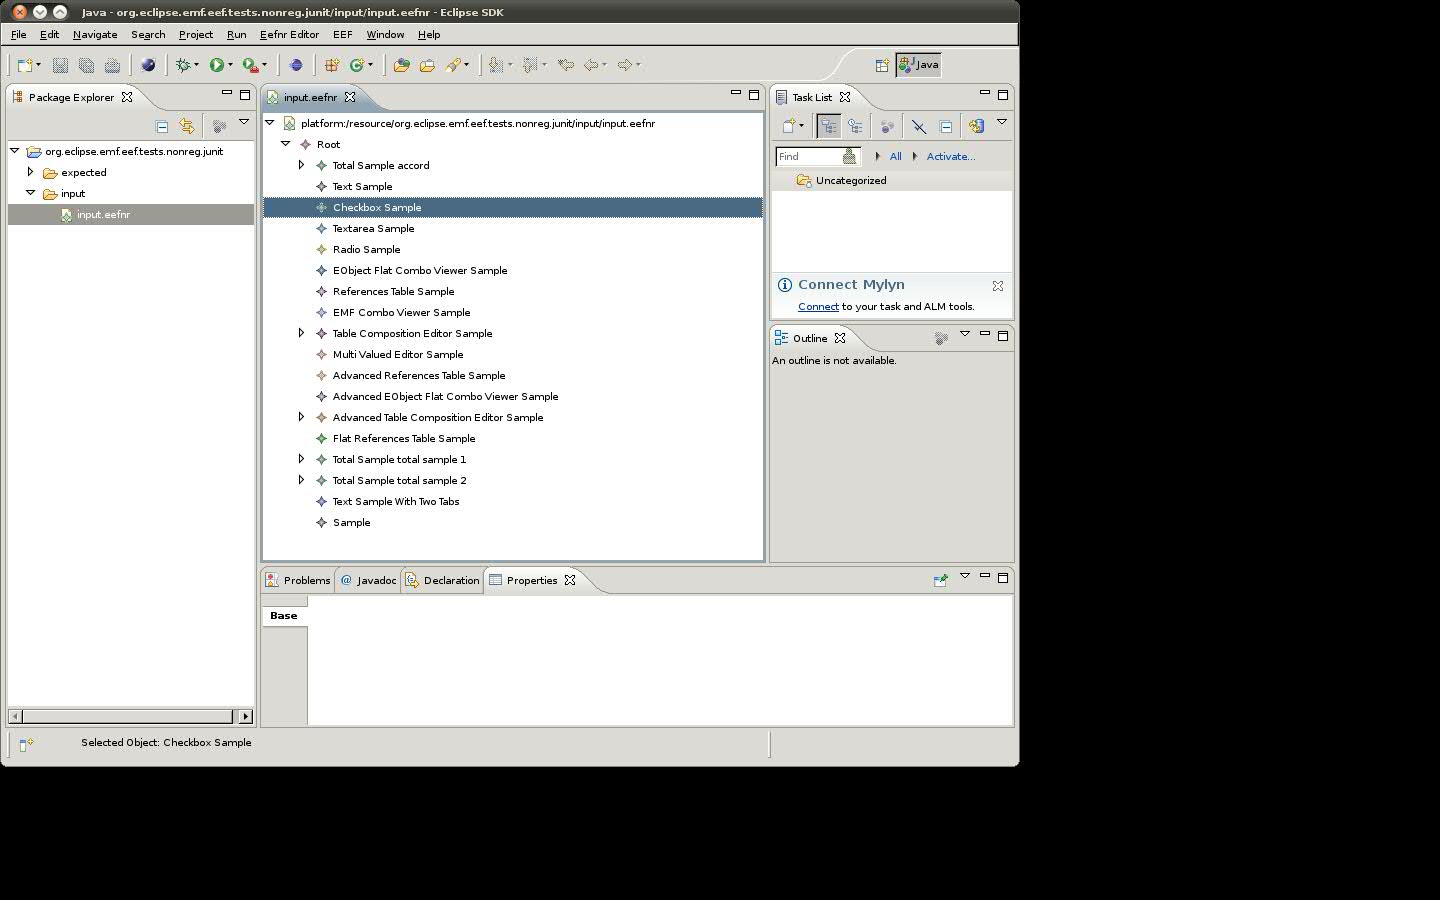 Java - org.eclipse.emf.eef.tests.nonreg.junit/input/input.eefnr - Eclipse SDK
File Edit Navigate Search Project Run Eefnr Editor EEF Window Help
Java
Package Explorer
org.eclipse.emf.eef.tests.nonreg.junit
expected
input
input.eefnr
input.eefnr
platform:/resource/org.eclipse.emf.eef.tests.nonreg.junit/input/input.eefnr
Root
Total Sample accord
Text Sample
Checkbox Sample
Textarea Sample
Radio Sample
EObject Flat Combo Viewer Sample
References Table Sample
EMF Combo Viewer Sample
Table Composition Editor Sample
Multi Valued Editor Sample
Advanced References Table Sample
Advanced EObject Flat Combo Viewer Sample
Advanced Table Composition Editor Sample
Flat References Table Sample
Total Sample total sample 1
Total Sample total sample 2
Text Sample With Two Tabs
Sample
Task List
Find All Activate...
Uncategorized
Connect Mylyn
Connect to your task and ALM tools.
Outline
An outline is not available.
Problems @ Javadoc Declaration Properties
Base
Selected Object: Checkbox Sample